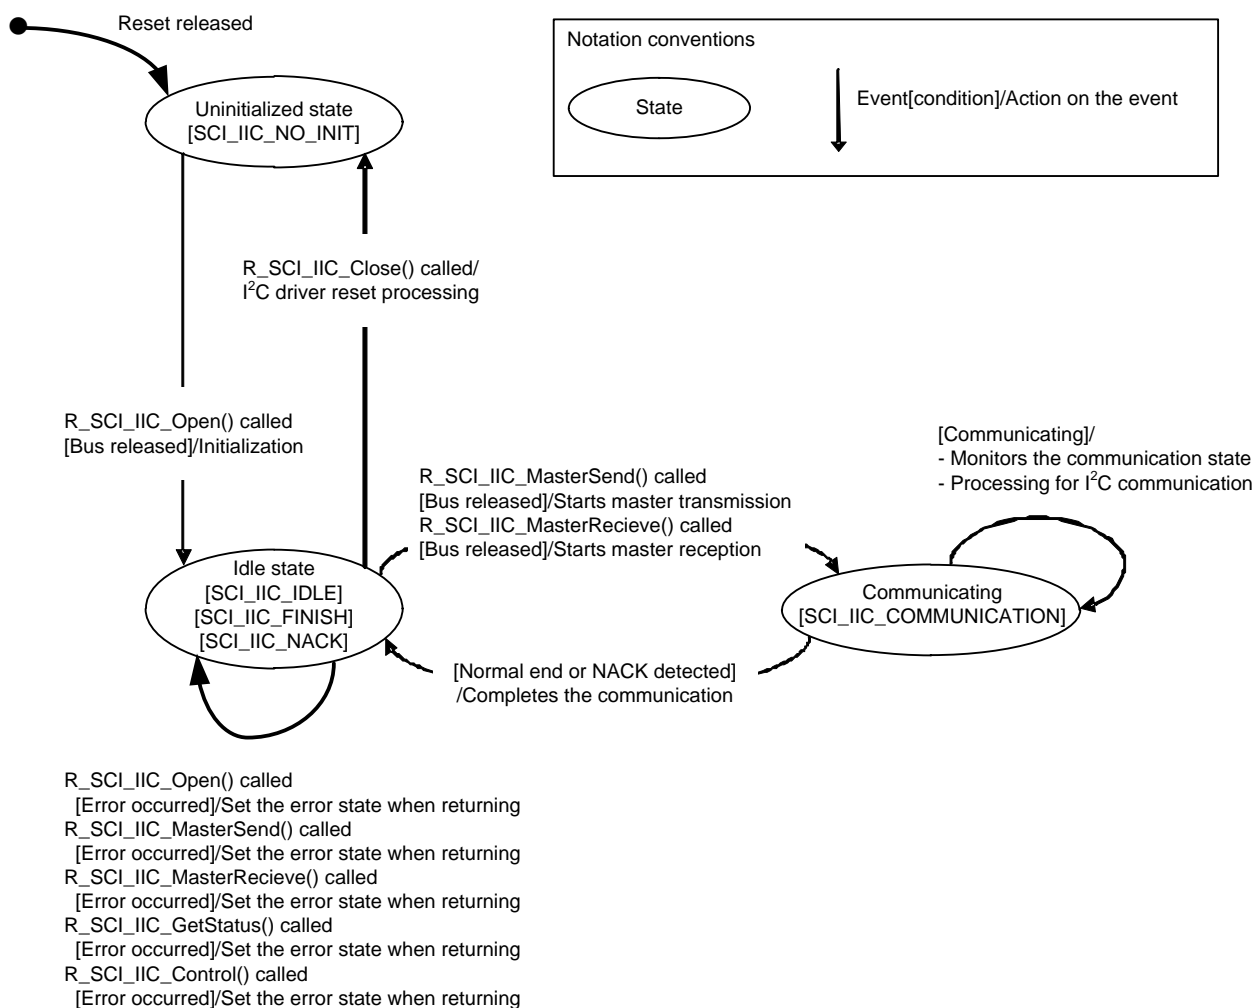 Reset released
Notation conventions
State
Event[condition]/Action on the event
Uninitialized state
[SCI_IIC_NO_INIT]
R_SCI_IIC_Close() called/
I²C driver reset processing
R_SCI_IIC_Open() called
[Bus released]/Initialization
[Communicating]/
- Monitors the communication state
- Processing for I²C communication
R_SCI_IIC_MasterSend() called
[Bus released]/Starts master transmission
R_SCI_IIC_MasterRecieve() called
[Bus released]/Starts master reception
Idle state
[SCI_IIC_IDLE]
[SCI_IIC_FINISH]
[SCI_IIC_NACK]
Communicating
[SCI_IIC_COMMUNICATION]
[Normal end or NACK detected]
/Completes the communication
R_SCI_IIC_Open() called
[Error occurred]/Set the error state when returning
R_SCI_IIC_MasterSend() called
[Error occurred]/Set the error state when returning
R_SCI_IIC_MasterRecieve() called
[Error occurred]/Set the error state when returning
R_SCI_IIC_GetStatus() called
[Error occurred]/Set the error state when returning
R_SCI_IIC_Control() called
[Error occurred]/Set the error state when returning